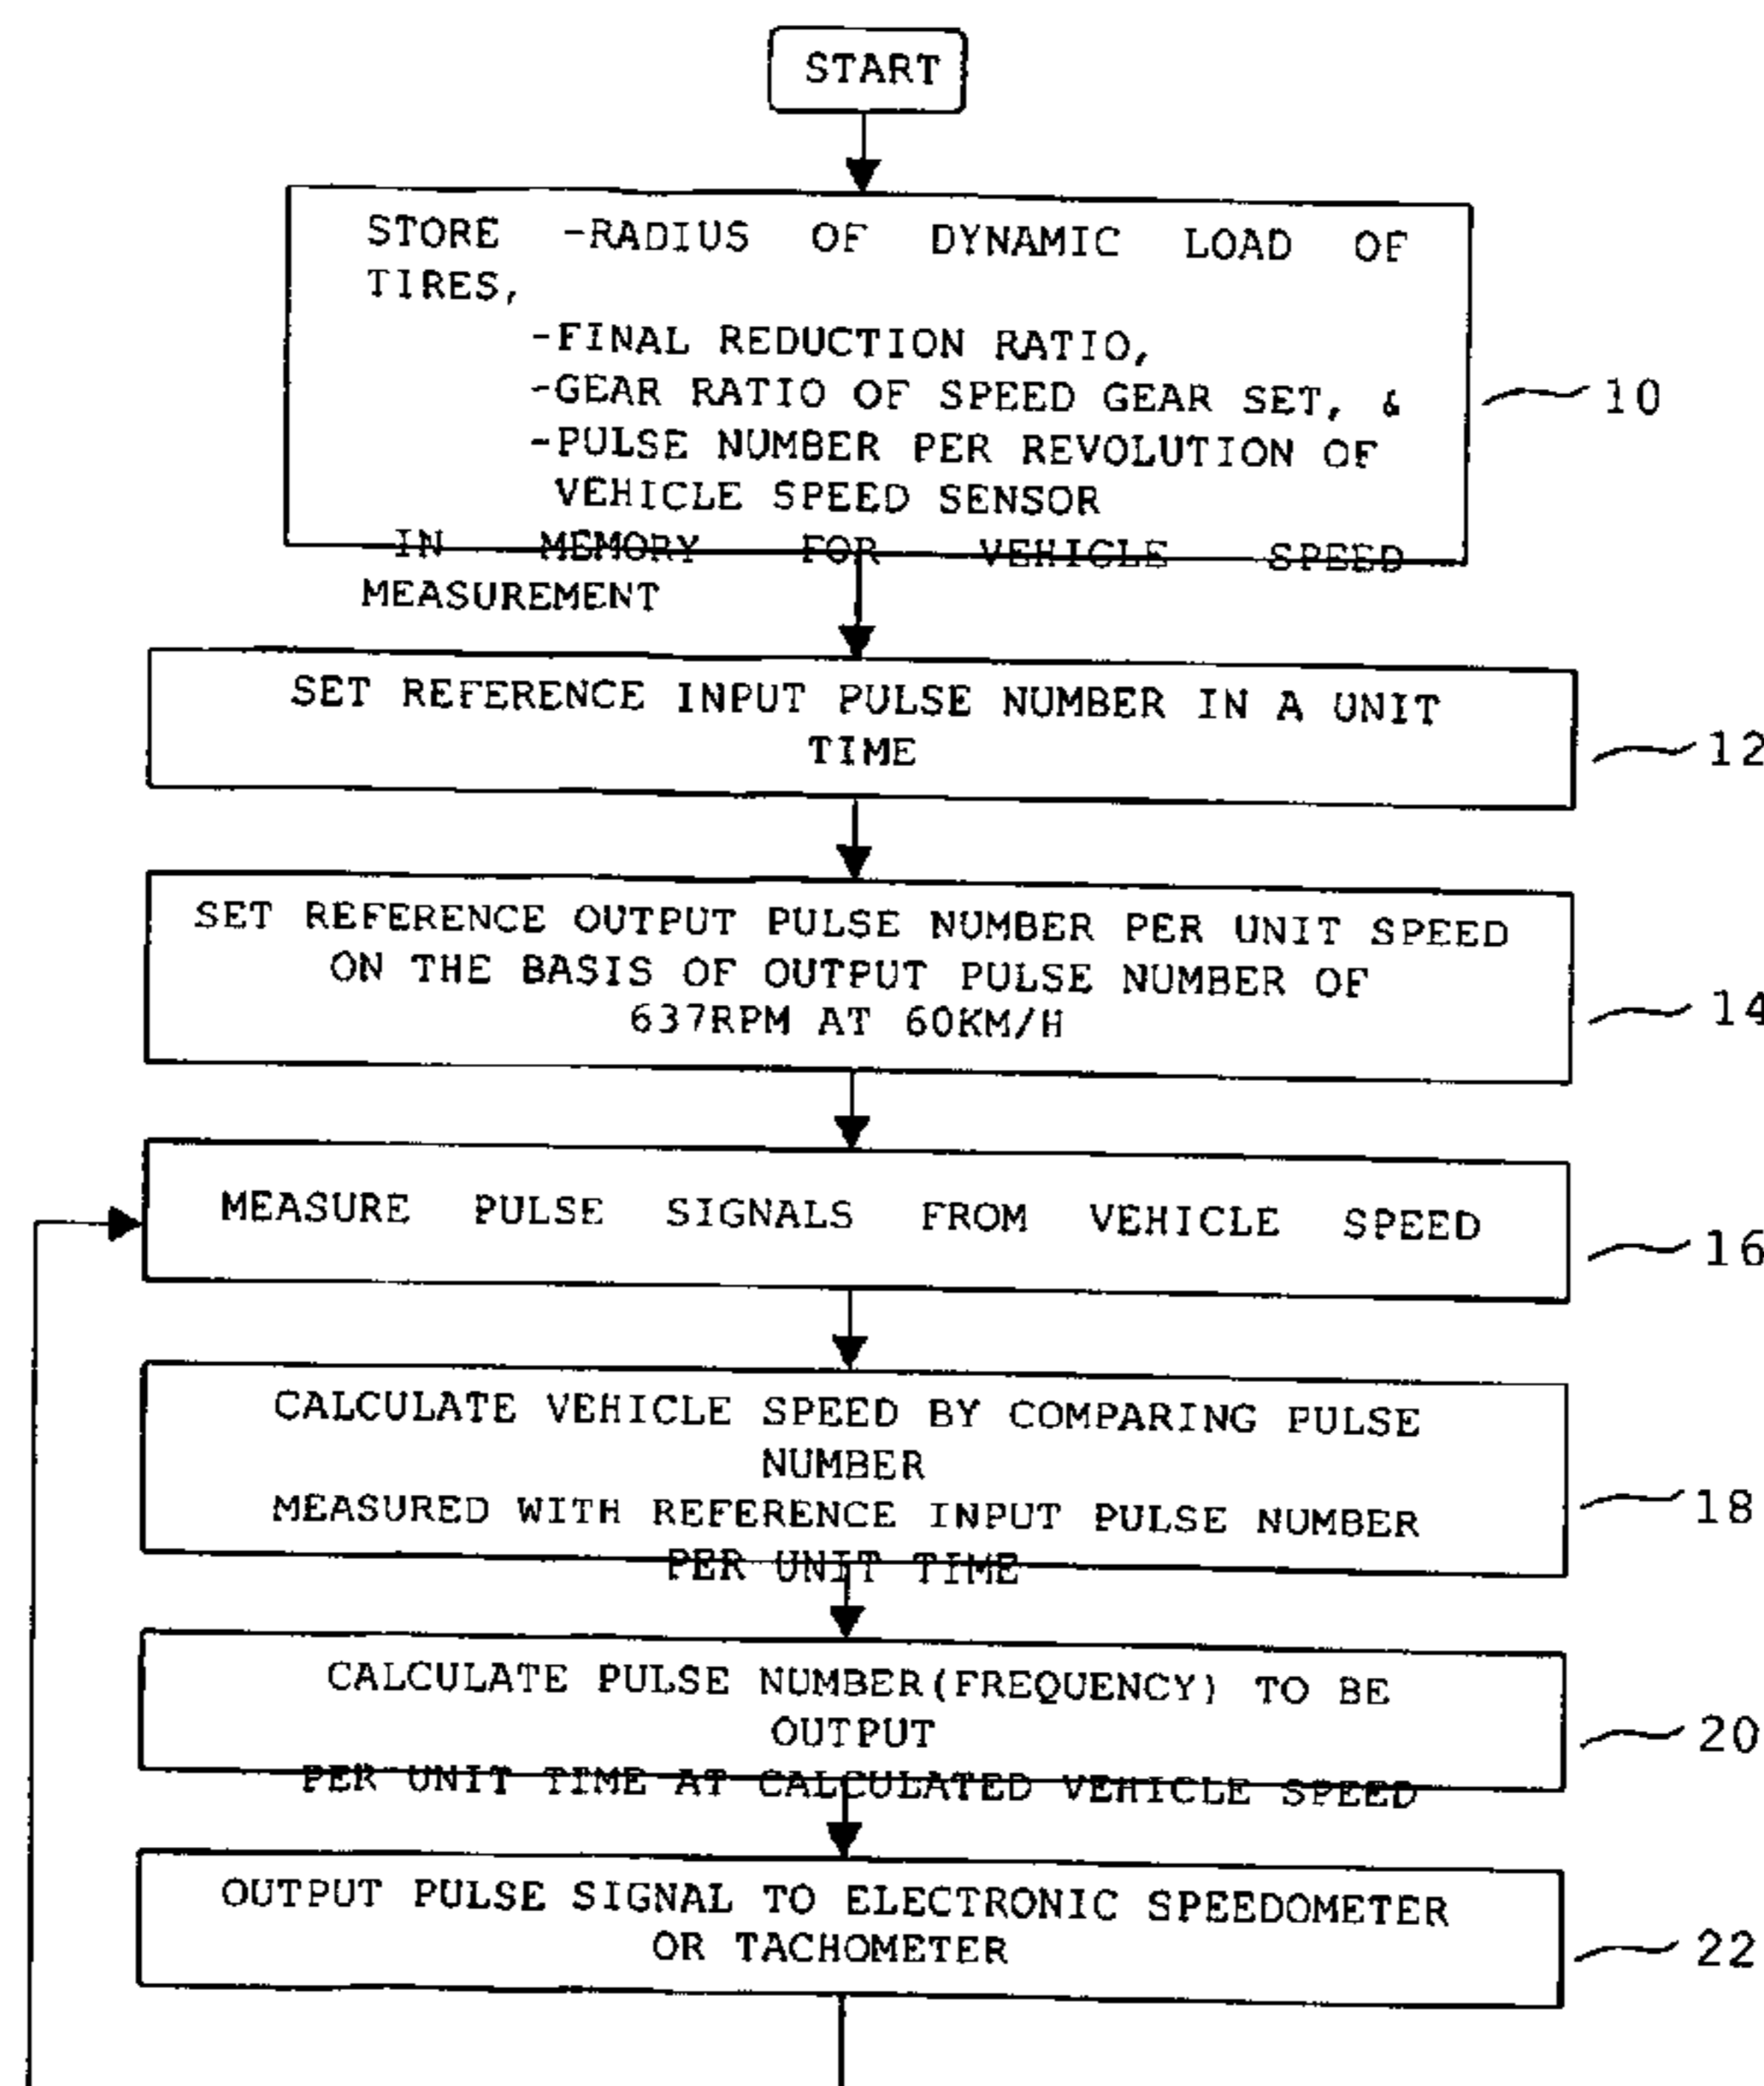 START
STORE -RADIUS OF DYNAMIC LOAD OF
TIRES,
-FINAL REDUCTION RATIO,
-GEAR RATIO OF SPEED GEAR SET, &
-PULSE NUMBER PER REVOLUTION OF
VEHICLE SPEED SENSOR
IN MEMORY FOR VEHICLE SPEED
MEASUREMENT
10
SET REFERENCE INPUT PULSE NUMBER IN A UNIT
TIME
12
SET REFERENCE OUTPUT PULSE NUMBER PER UNIT SPEED
ON THE BASIS OF OUTPUT PULSE NUMBER OF
637RPM AT 60KM/H
14
MEASURE PULSE SIGNALS FROM VEHICLE SPEED
16
CALCULATE VEHICLE SPEED BY COMPARING PULSE
NUMBER
MEASURED WITH REFERENCE INPUT PULSE NUMBER
PER UNIT TIME
18
CALCULATE PULSE NUMBER(FREQUENCY) TO BE
OUTPUT
PER UNIT TIME AT CALCULATED VEHICLE SPEED
20
OUTPUT PULSE SIGNAL TO ELECTRONIC SPEEDOMETER
OR TACHOMETER
22